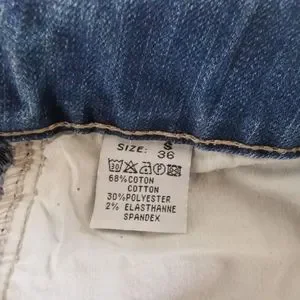 SIZE: S
36
68%COTON
COTTON
30%POLYESTER
2% ELASTHANNE
SPANDEX